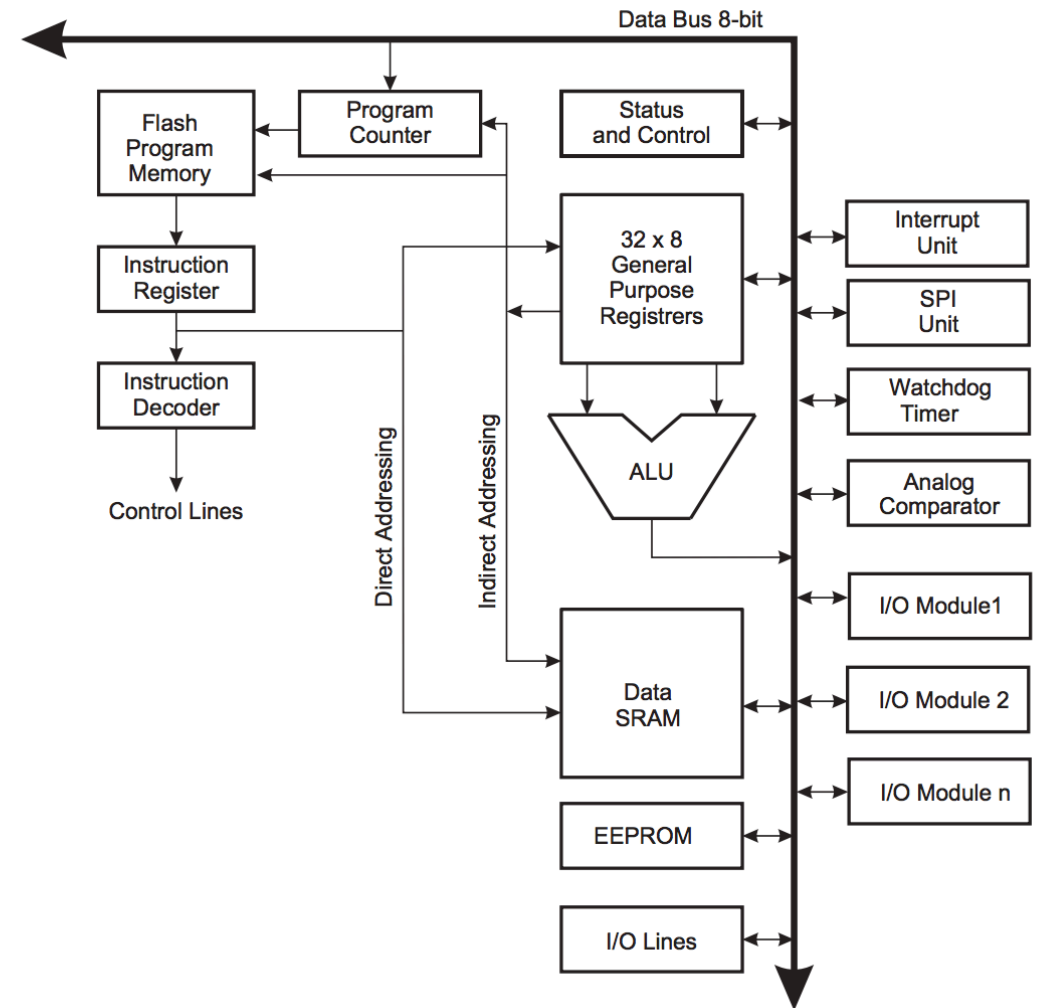 Data Bus 8-bit
Flash
Program
Memory
Program
Counter
Status
and Control
Instruction
Register
32 x 8
General
Purpose
Registrers
Interrupt
Unit
SPI
Unit
Instruction
Decoder
Watchdog
Timer
Control Lines
Direct Addressing
Indirect Addressing
ALU
Analog
Comparator
I/O Module1
Data
SRAM
I/O Module 2
I/O Module n
EEPROM
I/O Lines